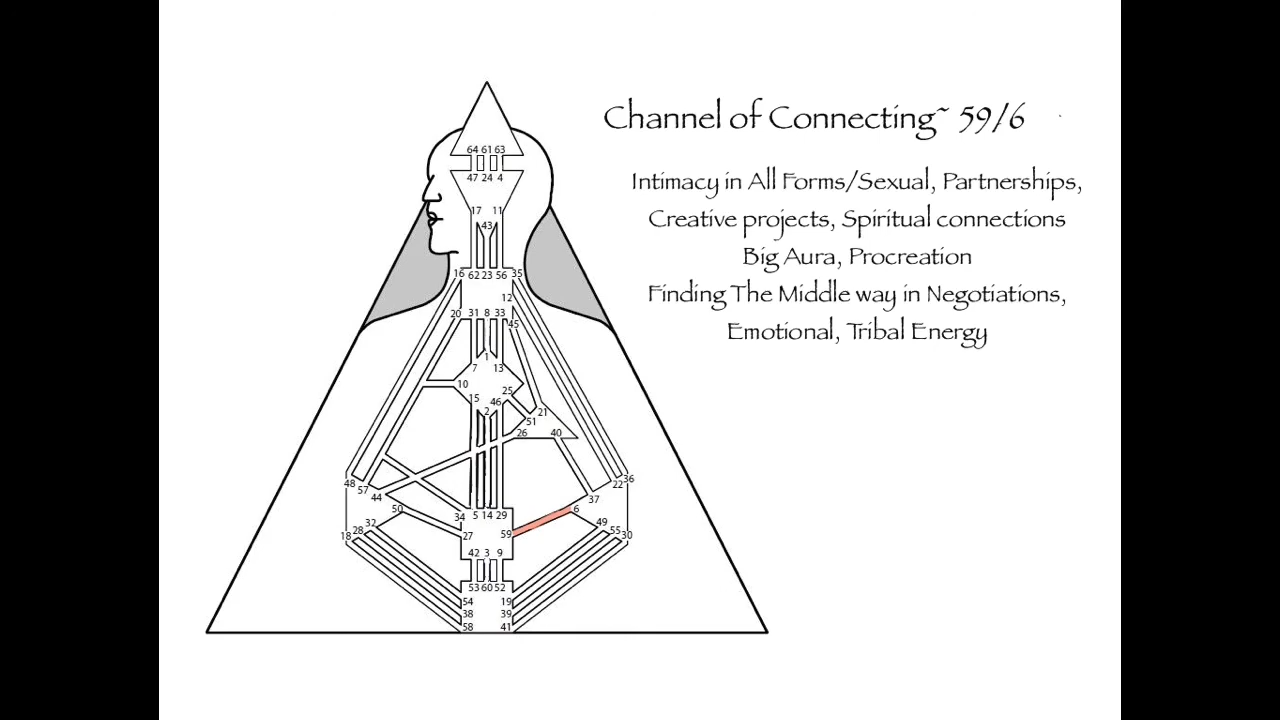 Channel of Connecting~ 59/6
Intimacy in All Forms/Sexual, Partnerships,
Creative projects, Spiritual connections
Big Aura, Procreation
Finding The Middle way in Negotiations,
Emotional, Tribal Energy
64 61 63
47 24 4
17 11
43
16 62 23 56 35
12
20 31 8 33
45
1
7 13
10
25
15 46
2 21
51
26 40
48 57 44 37 22 36
50 6
34 5 14 29
32 49
18 28 27 59 55 30
42 3 9
53 60 52
54 19
38 39
58 41